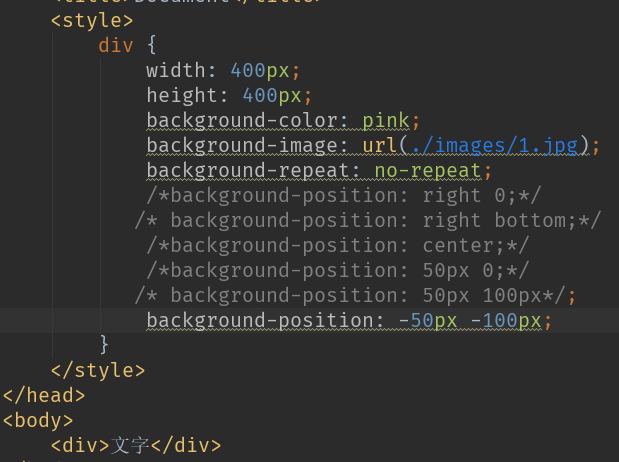 <title>Document</title>
<style>
div {
width: 400px;
height: 400px;
background-color: pink;
background-image: url(./images/1.jpg);
background-repeat: no-repeat;
/*background-position: right 0;*/
/* background-position: right bottom;*/
/*background-position: center;*/
/*background-position: 50px 0;*/
/* background-position: 50px 100px*/;
background-position: -50px -100px;
}
</style>
</head>
<body>
<div>文字</div>